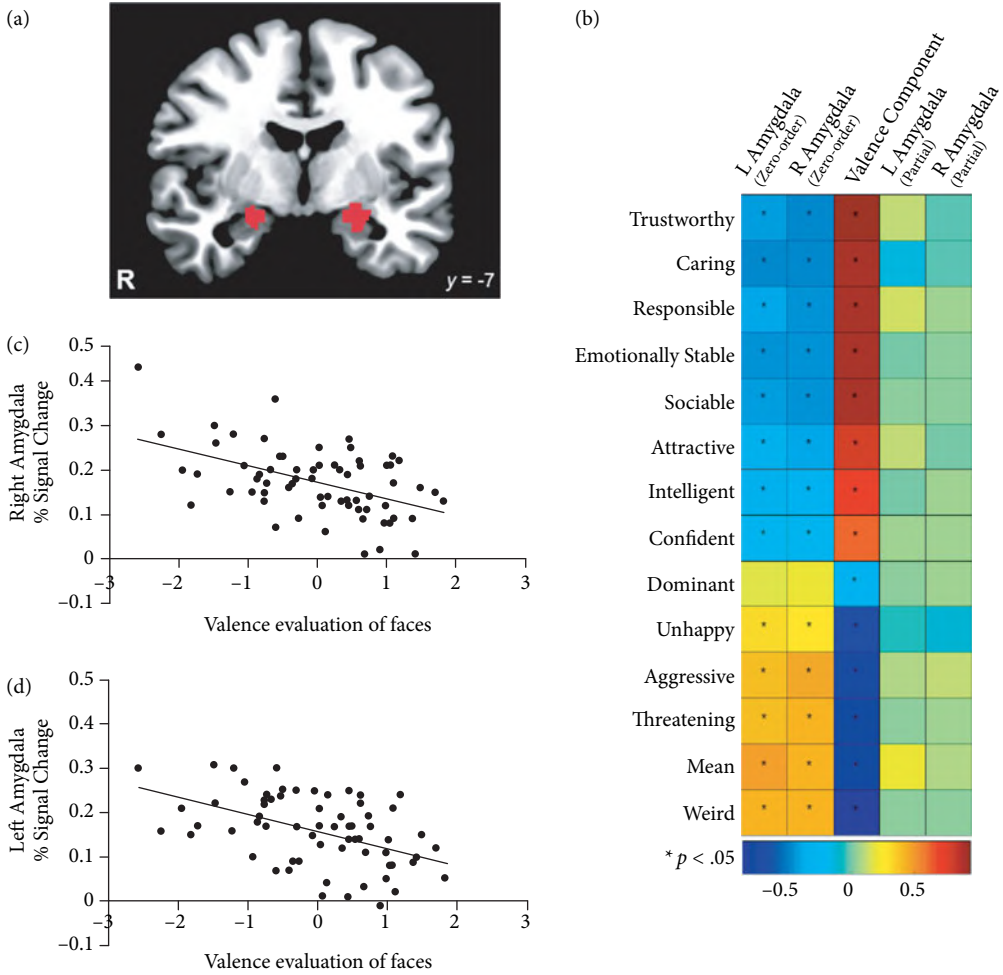 (a)
R
y = -7
(b)
L Amygdala
(Zero-order)
R Amygdala
(Zero-order)
Valence Component
L Amygdala
(Partial)
R Amygdala
(Partial)
Trustworthy
Caring
Responsible
Emotionally Stable
Sociable
Attractive
Intelligent
Confident
Dominant
Unhappy
Aggressive
Threatening
Mean
Weird
* p < .05
−0.5 0 0.5
(c)
Right Amygdala
% Signal Change
0.5
0.4
0.3
0.2
0.1
0
−0.1
−3 −2 −1 0 1 2 3
Valence evaluation of faces
(d)
Left Amygdala
% Signal Change
0.5
0.4
0.3
0.2
0.1
0
−0.1
−3 −2 −1 0 1 2 3
Valence evaluation of faces